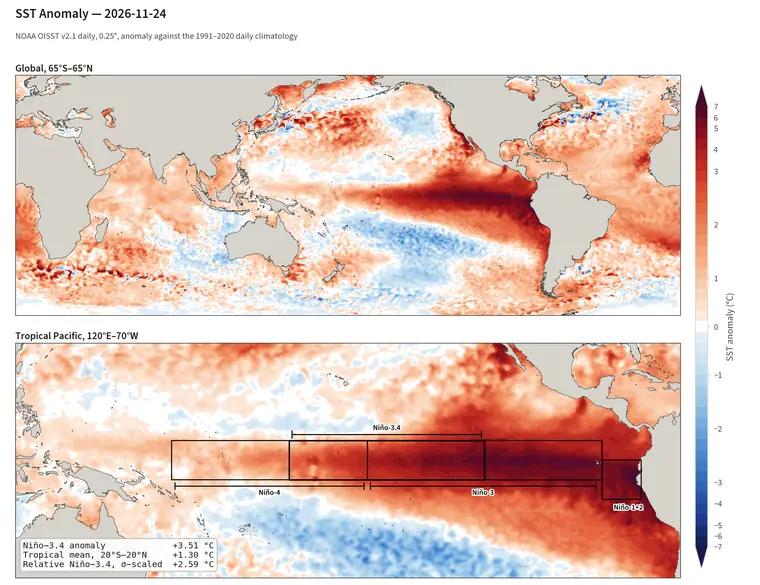 SST Anomaly — 2026-11-24
NOAA OISST v2.1 daily, 0.25°, anomaly against the 1991–2020 daily climatology
Global, 65°S–65°N
7
6
5
4
3
2
1
0
−1
−2
−3
−4
−5
−6
−7
SST anomaly (°C)
Tropical Pacific, 120°E–70°W
Niño-3.4
Niño-4
Niño-3
Niño-1+2
Niño−3.4 anomaly +3.51 °C
Tropical mean, 20°S–20°N +1.30 °C
Relative Niño−3.4, σ-scaled +2.59 °C